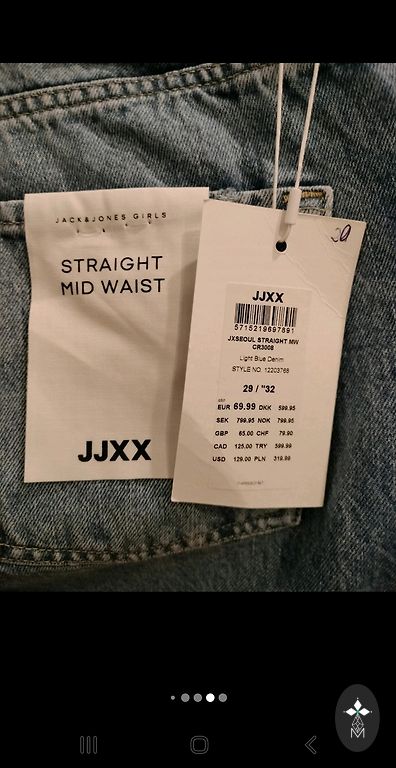 JACK&JONES GIRLS
STRAIGHT
MID WAIST
JJXX
JJXX
5715219697891
JXSEOUL STRAIGHT MW
CR3008
Light Blue Denim
STYLE NO. 12203768
29 / "32
EUR 69.99 DKK 599.95
SEK 799.95 NOK 799.95
GBP 65.00 CHF 79.90
CAD 125.00 TRY 599.99
USD 129.00 PLN 319.99
M